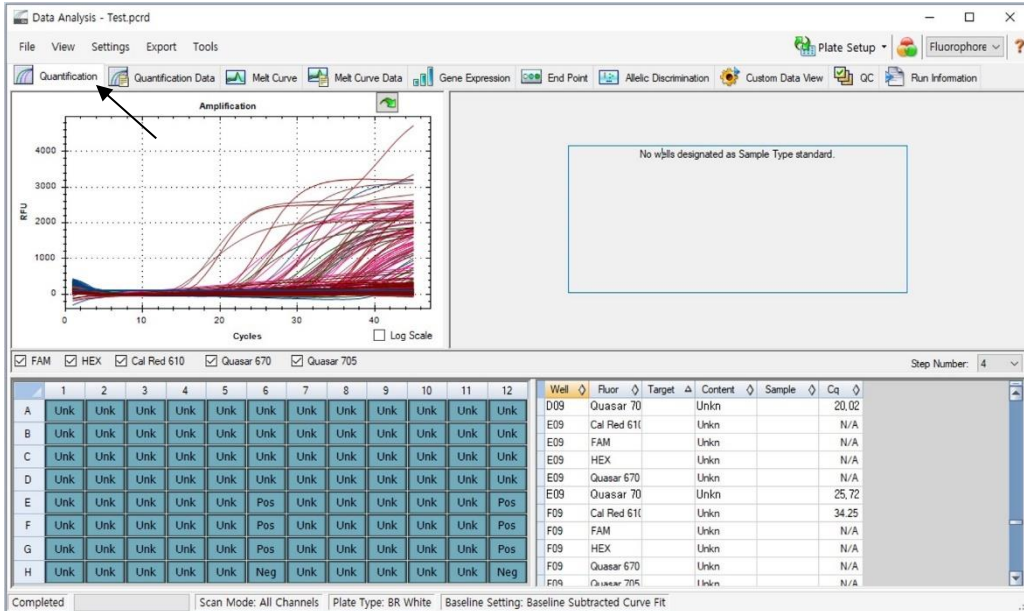 Data Analysis - Test.pcrd
File View Settings Export Tools Plate Setup Fluorophore ?
Quantification Quantification Data Melt Curve Melt Curve Data Gene Expression End Point Allelic Discrimination Custom Data View QC Run Information
Amplification
RFU
4000
3000
2000
1000
0
0 10 20 30 40
Cycles
Log Scale
No wells designated as Sample Type standard.
FAM HEX Cal Red 610 Quasar 670 Quasar 705 Step Number: 4
1 2 3 4 5 6 7 8 9 10 11 12
A Unk Unk Unk Unk Unk Unk Unk Unk Unk Unk Unk Unk
B Unk Unk Unk Unk Unk Unk Unk Unk Unk Unk Unk Unk
C Unk Unk Unk Unk Unk Unk Unk Unk Unk Unk Unk Unk
D Unk Unk Unk Unk Unk Unk Unk Unk Unk Unk Unk Unk
E Unk Unk Unk Unk Unk Pos Unk Unk Unk Unk Unk Pos
F Unk Unk Unk Unk Unk Pos Unk Unk Unk Unk Unk Pos
G Unk Unk Unk Unk Unk Pos Unk Unk Unk Unk Unk Pos
H Unk Unk Unk Unk Unk Neg Unk Unk Unk Unk Unk Neg
Well Fluor Target Content Sample Cq
D09 Quasar 70 Unkn 20,02
E09 Cal Red 610 Unkn N/A
E09 FAM Unkn N/A
E09 HEX Unkn N/A
E09 Quasar 670 Unkn N/A
E09 Quasar 70 Unkn 25,72
F09 Cal Red 610 Unkn 34.25
F09 FAM Unkn N/A
F09 HEX Unkn N/A
F09 Quasar 670 Unkn N/A
F09 Quasar 705 Unkn N/A
Completed Scan Mode: All Channels Plate Type: BR White Baseline Setting: Baseline Subtracted Curve Fit